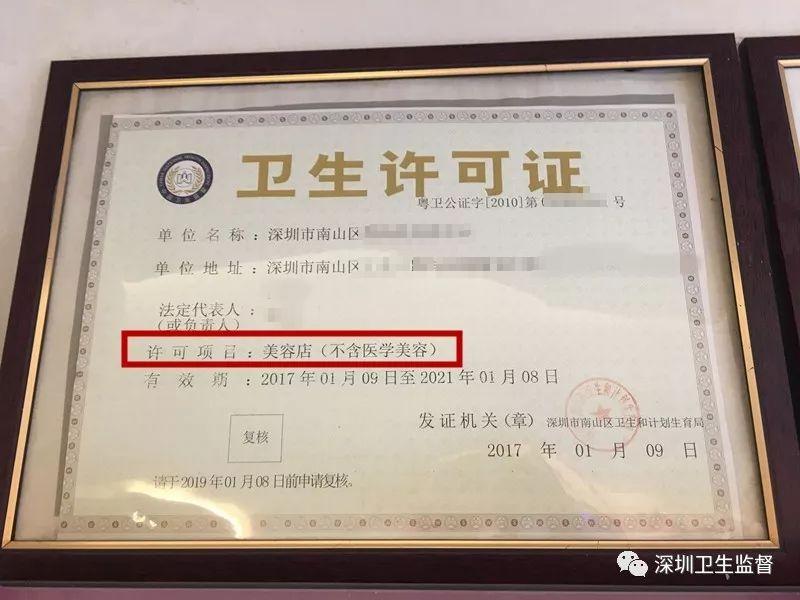 卫生许可证
粤卫公证字[2010]第 号
单位名称：深圳市南山区
单位地址：深圳市南山区
法定代表人：
(或负责人)
许可项目：美容店（不含医学美容）
有效期：2017年01月09日至2021年01月08日
发证机关(章) 深圳市南山区卫生和计划生育局
复核
2017 年 01 月 09 日
请于2019年01月08日前申请复核。
深圳卫生监督